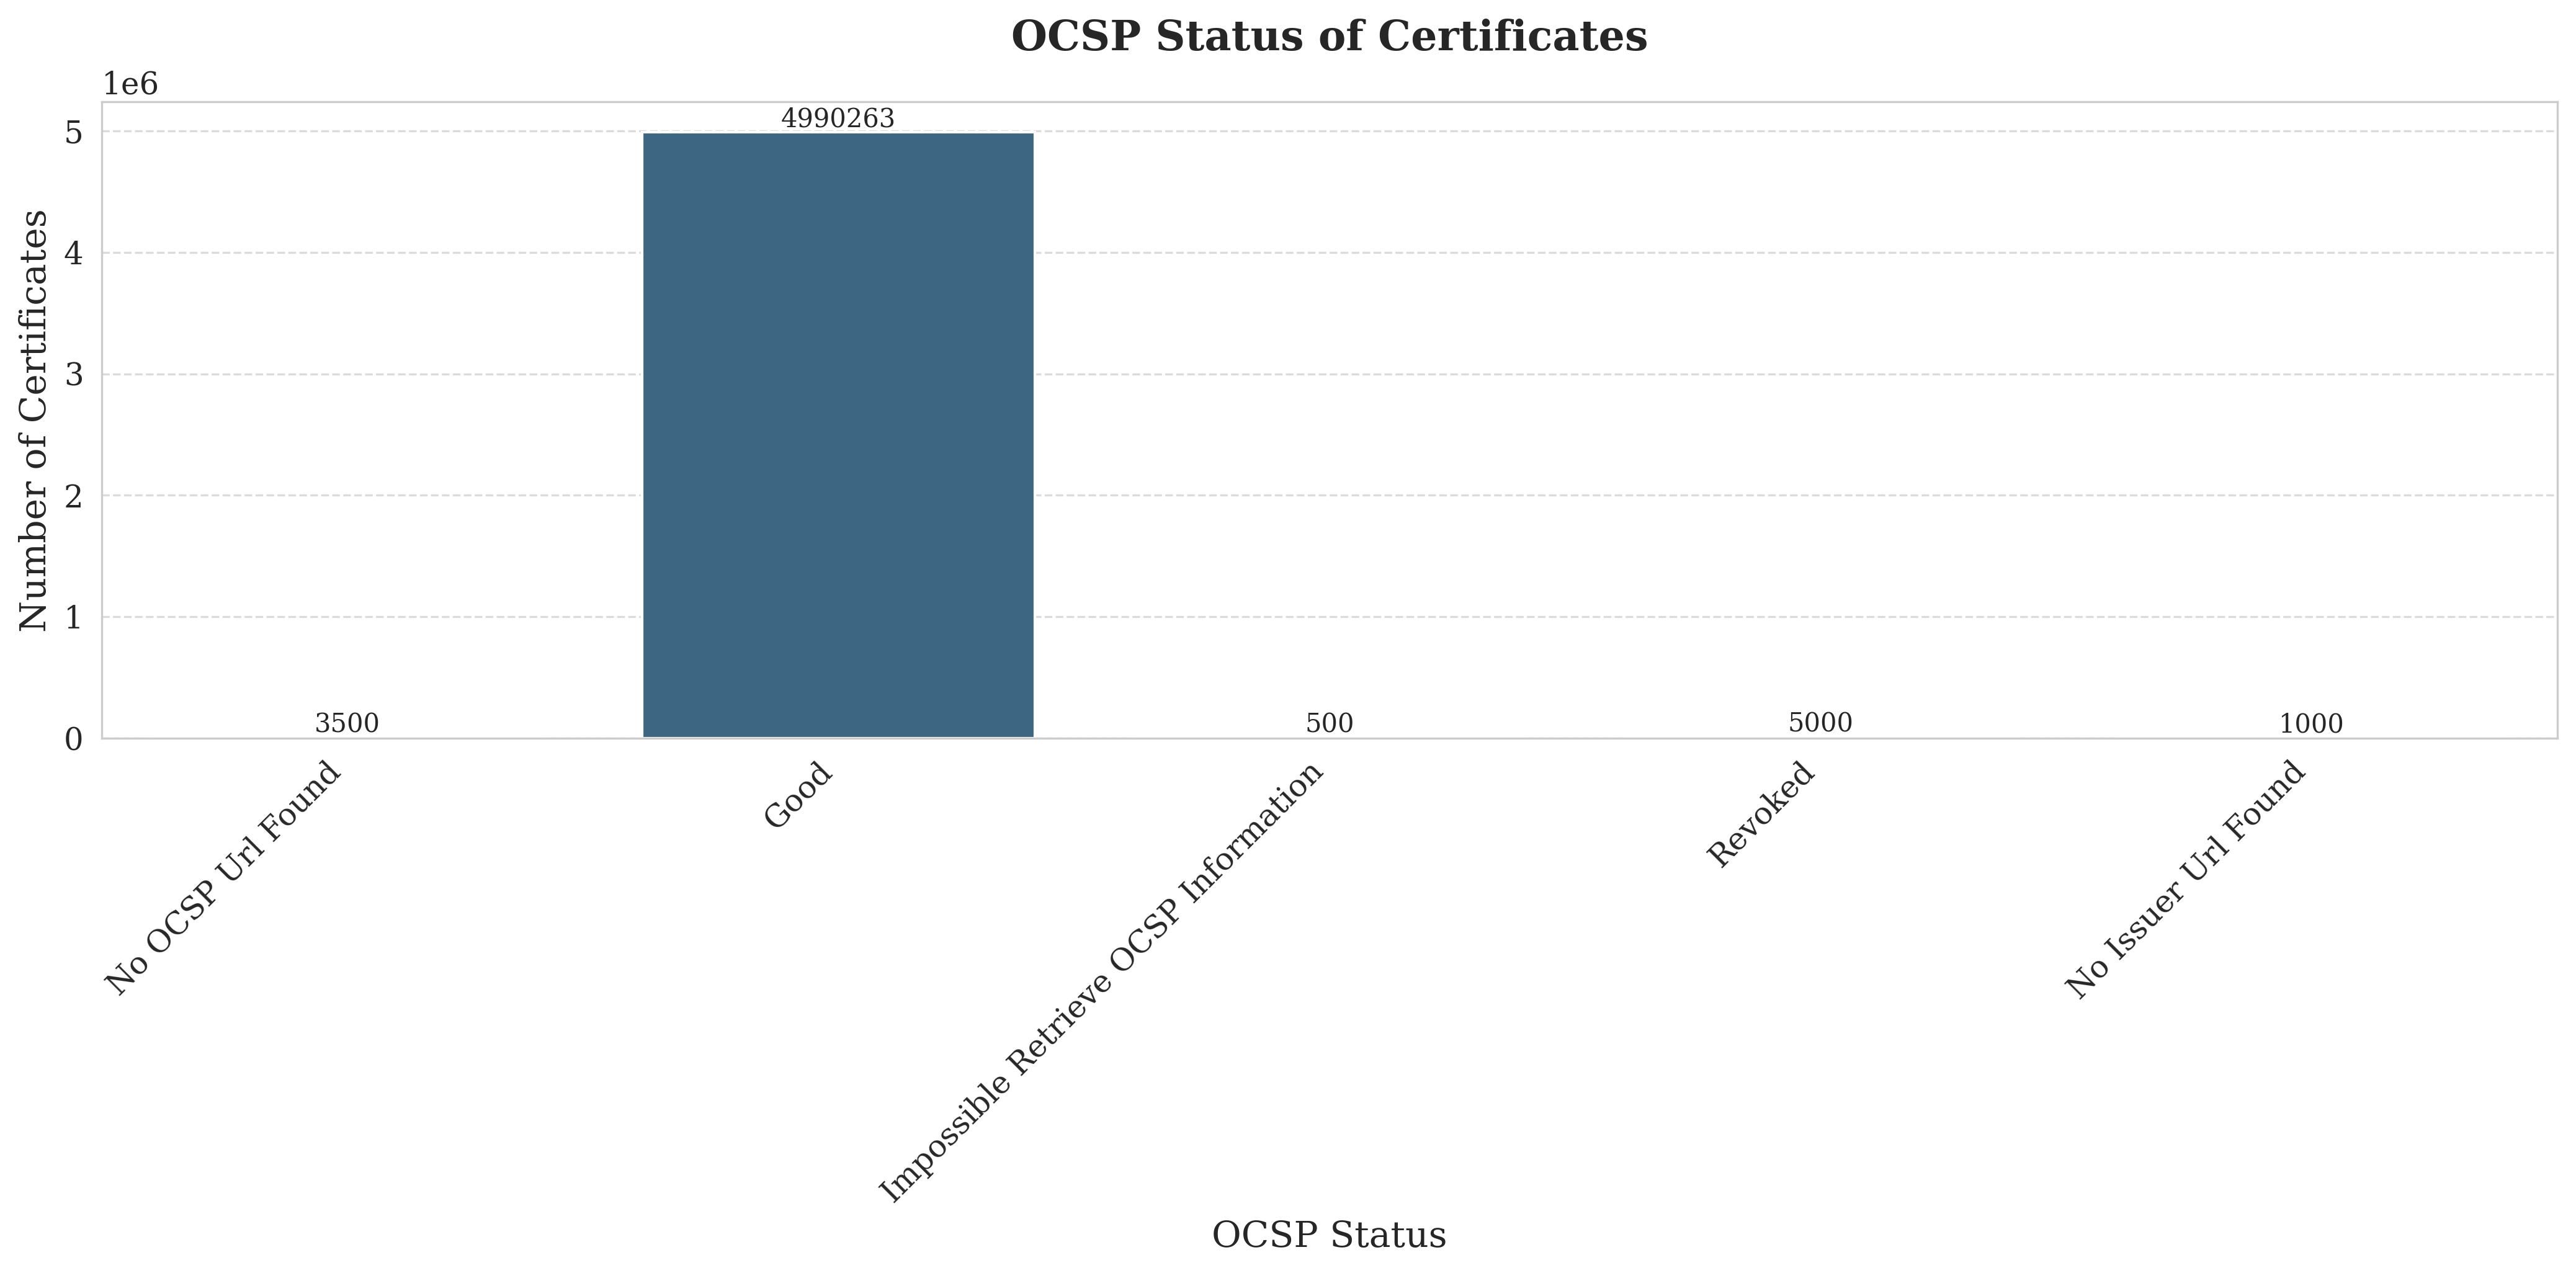 OCSP Status of Certificates
1e6
5
4
3
2
1
0
Number of Certificates
3500
4990263
500
5000
1000
No OCSP Url Found
Good
Impossible Retrieve OCSP Information
Revoked
No Issuer Url Found
OCSP Status